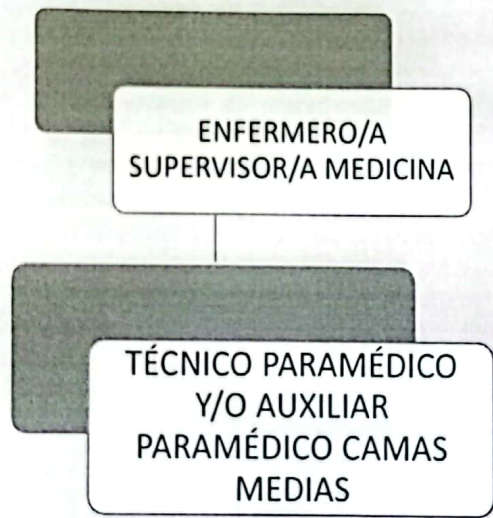 ENFERMERO/A
SUPERVISOR/A MEDICINA
TÉCNICO PARAMÉDICO
Y/O AUXILIAR
PARAMÉDICO CAMAS
MEDIAS